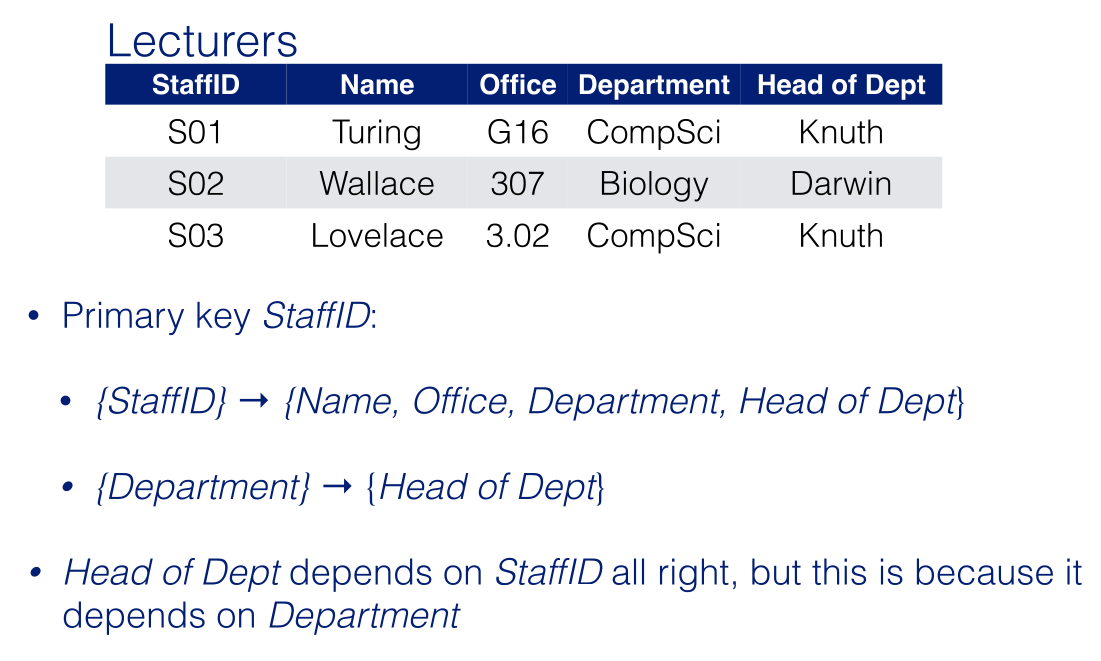 Lecturers
StaffID Name Office Department Head of Dept
S01 Turing G16 CompSci Knuth
S02 Wallace 307 Biology Darwin
S03 Lovelace 3.02 CompSci Knuth
• Primary key StaffID:
• {StaffID} → {Name, Office, Department, Head of Dept}
• {Department} → {Head of Dept}
• Head of Dept depends on StaffID all right, but this is because it
depends on Department